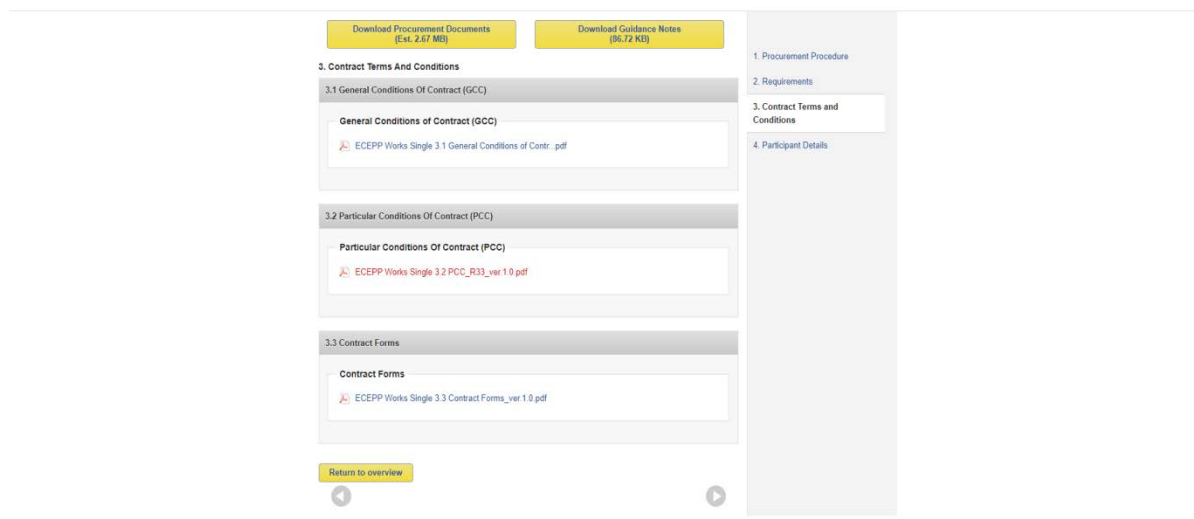 Download Procurement Documents
(Est. 2.67 MB)
Download Guidance Notes
(86.72 KB)
3. Contract Terms And Conditions
3.1 General Conditions Of Contract (GCC)
General Conditions of Contract (GCC)
ECEPP Works Single 3.1 General Conditions of Contr...pdf
3.2 Particular Conditions Of Contract (PCC)
Particular Conditions Of Contract (PCC)
ECEPP Works Single 3.2 PCC_R33_ver.1.0.pdf
3.3 Contract Forms
Contract Forms
ECEPP Works Single 3.3 Contract Forms_ver.1.0.pdf
Return to overview
1. Procurement Procedure
2. Requirements
3. Contract Terms and
Conditions
4. Participant Details